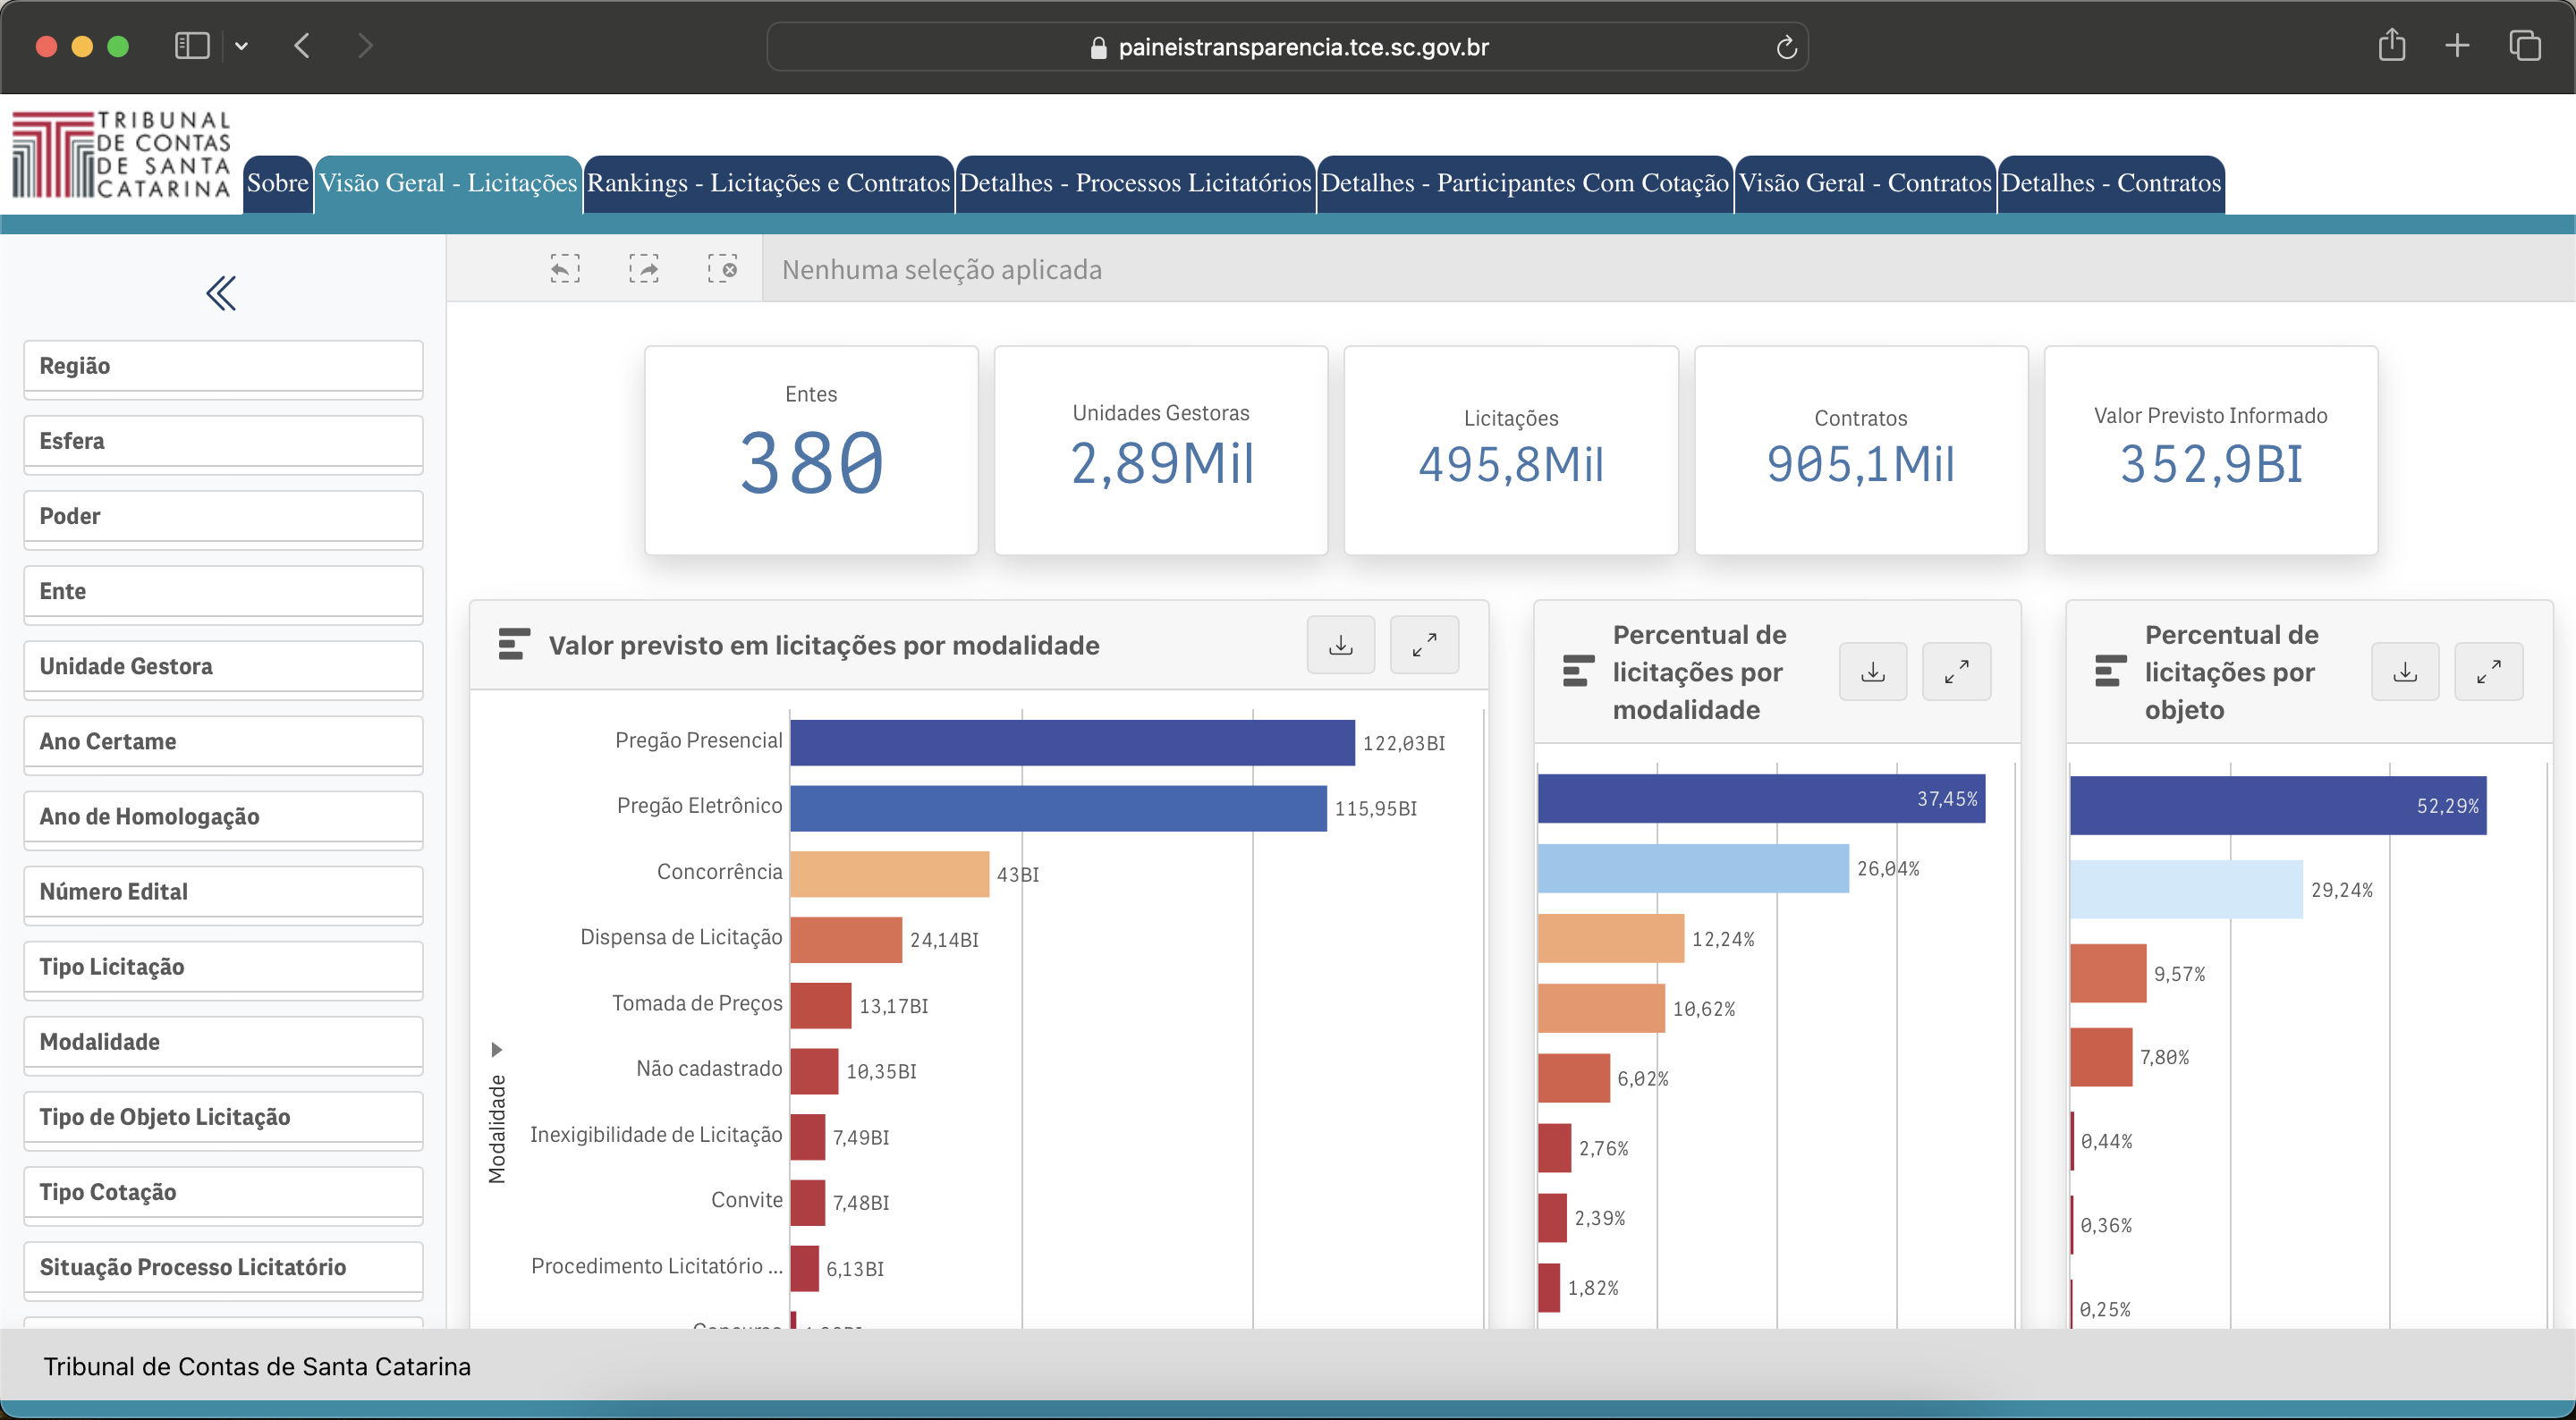 paineistransparencia.tce.sc.gov.br
TRIBUNAL
DE CONTAS
DE SANTA
CATARINA
Sobre
Visão Geral - Licitações
Rankings - Licitações e Contratos
Detalhes - Processos Licitatórios
Detalhes - Participantes Com Cotação
Visão Geral - Contratos
Detalhes - Contratos
Nenhuma seleção aplicada
Região
Esfera
Poder
Ente
Unidade Gestora
Ano Certame
Ano de Homologação
Número Edital
Tipo Licitação
Modalidade
Tipo de Objeto Licitação
Tipo Cotação
Situação Processo Licitatório
Entes
380
Unidades Gestoras
2,89Mil
Licitações
495,8Mil
Contratos
905,1Mil
Valor Previsto Informado
352,9BI
Valor previsto em licitações por modalidade
Modalidade
Pregão Presencial 122,03BI
Pregão Eletrônico 115,95BI
Concorrência 43BI
Dispensa de Licitação 24,14BI
Tomada de Preços 13,17BI
Não cadastrado 10,35BI
Inexigibilidade de Licitação 7,49BI
Convite 7,48BI
Procedimento Licitatório ... 6,13BI
Percentual de
licitações por
modalidade
37,45%
26,04%
12,24%
10,62%
6,02%
2,76%
2,39%
1,82%
Percentual de
licitações por
objeto
52,29%
29,24%
9,57%
7,80%
0,44%
0,36%
0,25%
Tribunal de Contas de Santa Catarina